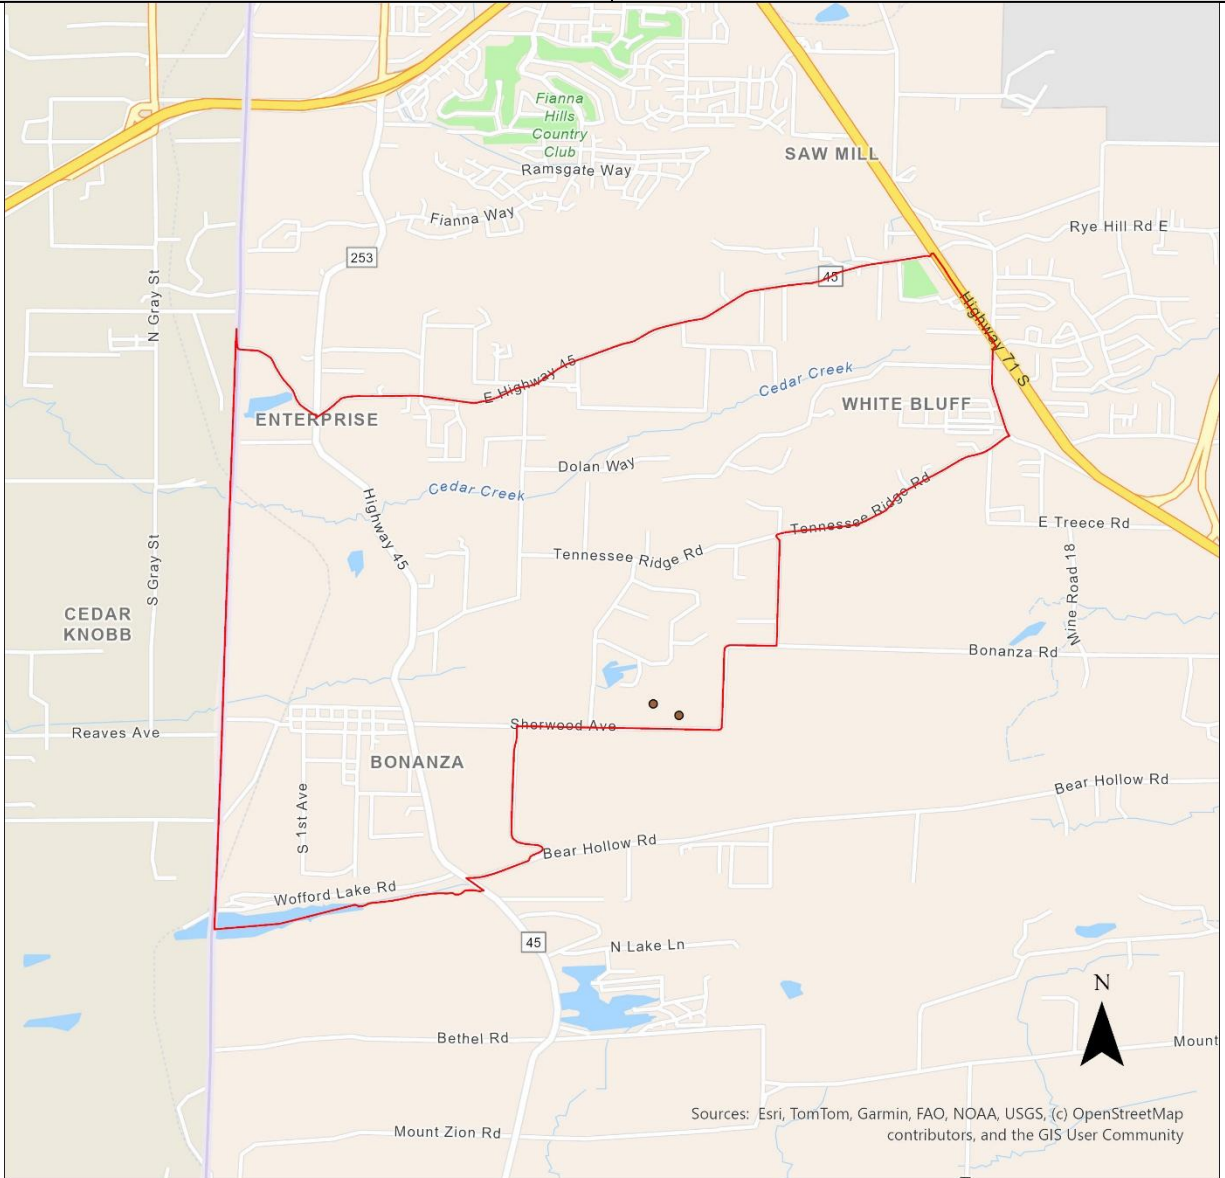 Fianna
Hills
Country
Club
SAW MILL
Ramsgate Way
Fianna Way
Rye Hill Rd E
253
45
N Gray St
Highway 71 S
E Highway 45
Cedar Creek
WHITE BLUFF
ENTERPRISE
Dolan Way
Cedar Creek
Tennessee Ridge Rd
Highway 45
E Treece Rd
Tennessee Ridge Rd
S Gray St
Mine Road 18
CEDAR
KNOBB
Bonanza Rd
Sherwood Ave
Reaves Ave
BONANZA
Bear Hollow Rd
S 1st Ave
Bear Hollow Rd
Wofford Lake Rd
45
N Lake Ln
N
Bethel Rd
Mount
Sources: Esri, TomTom, Garmin, FAO, NOAA, USGS, (c) OpenStreetMap
contributors, and the GIS User Community
Mount Zion Rd